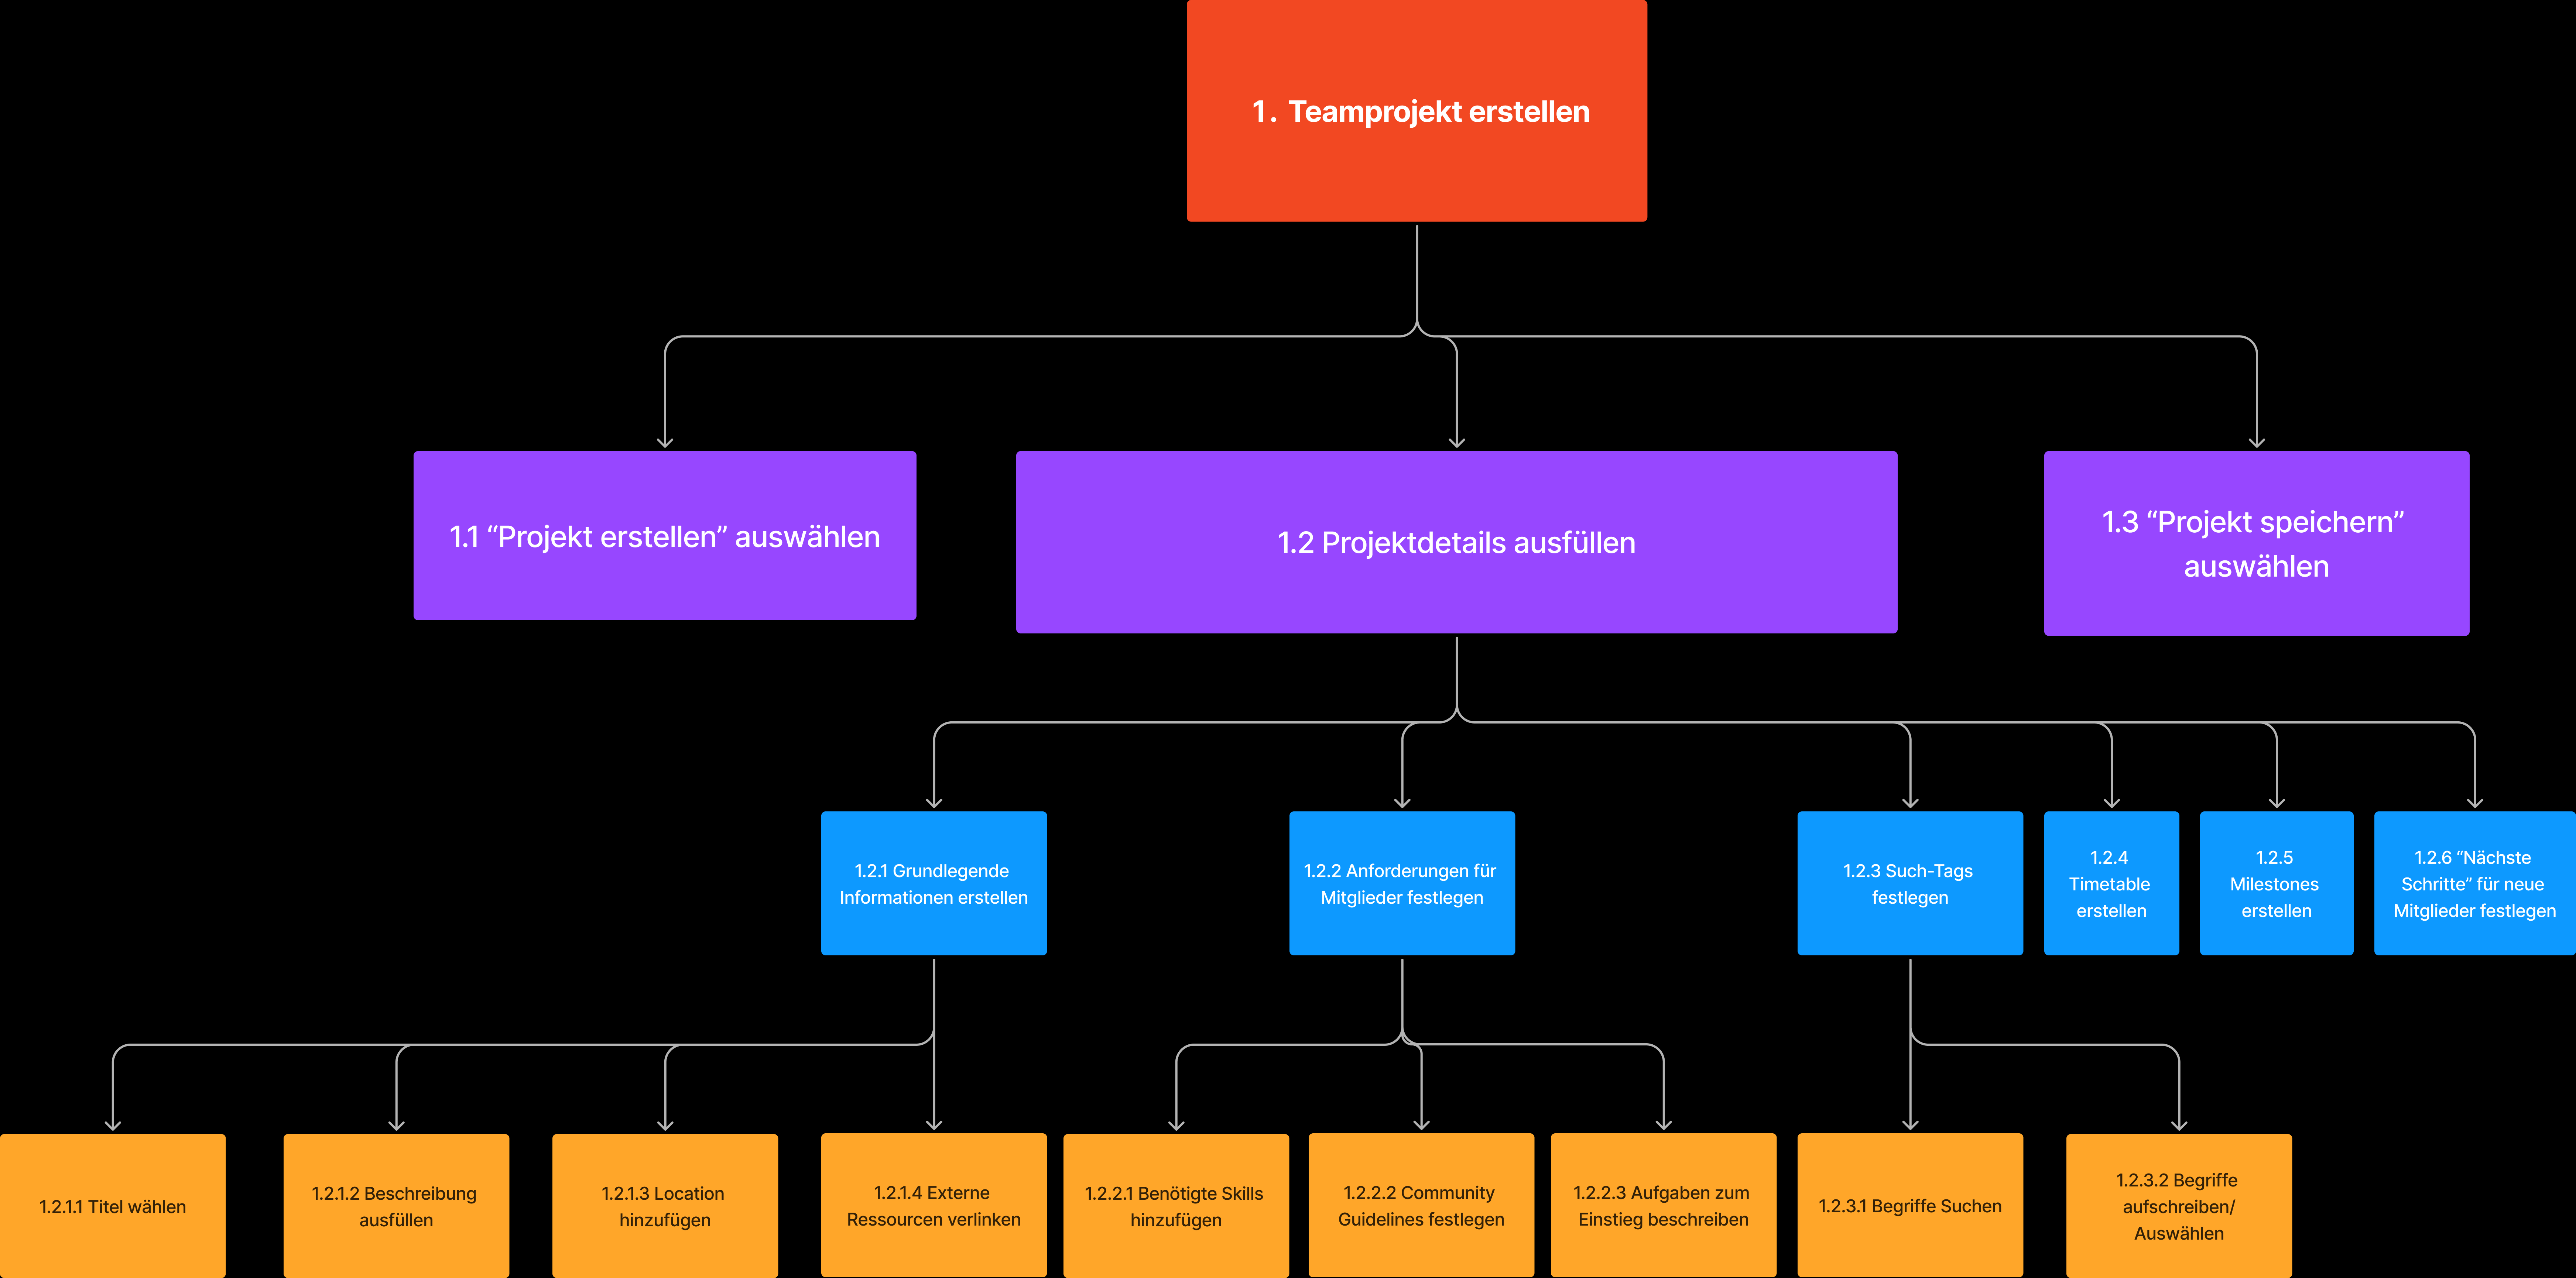 1. Teamprojekt erstellen
1.1 “Projekt erstellen” auswählen
1.2 Projektdetails ausfüllen
1.3 “Projekt speichern”
auswählen
1.2.1 Grundlegende
Informationen erstellen
1.2.2 Anforderungen für
Mitglieder festlegen
1.2.3 Such-Tags
festlegen
1.2.4
Timetable
erstellen
1.2.5
Milestones
erstellen
1.2.6 “Nächste
Schritte” für neue
Mitglieder festlegen
1.2.1.1 Titel wählen
1.2.1.2 Beschreibung
ausfüllen
1.2.1.3 Location
hinzufügen
1.2.1.4 Externe
Ressourcen verlinken
1.2.2.1 Benötigte Skills
hinzufügen
1.2.2.2 Community
Guidelines festlegen
1.2.2.3 Aufgaben zum
Einstieg beschreiben
1.2.3.1 Begriffe Suchen
1.2.3.2 Begriffe
aufschreiben/
Auswählen